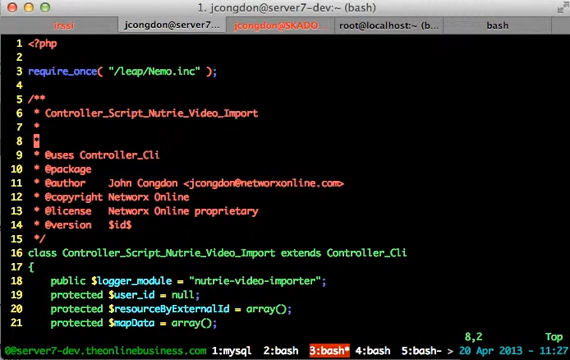 1. jcongdon@server7-dev:~ (bash)
irssi jcongdon@server7... jcongdon@SKADO... root@localhost:~ (b... bash
1 <?php
2
3 require_once( "/leap/Nemo.inc" );
4
5 /**
6 * Controller_Script_Nutrie_Video_Import
7 *
8 *
9 * @uses Controller_Cli
10 * @package
11 * @author John Congdon <jcongdon@networxonline.com>
12 * @copyright Networx Online
13 * @license Networx Online proprietary
14 * @version $id$
15 */
16 class Controller_Script_Nutrie_Video_Import extends Controller_Cli
17 {
18 public $logger_module = "nutrie-video-importer";
19 protected $user_id = null;
20 protected $resourceByExternalId = array();
21 protected $mapData = array();
8,2 Top
0@server7-dev.theonlinebusiness.com 1:mysql 2:bash 3:bash* 4:bash 5:bash- > 20 Apr 2013 - 11:27